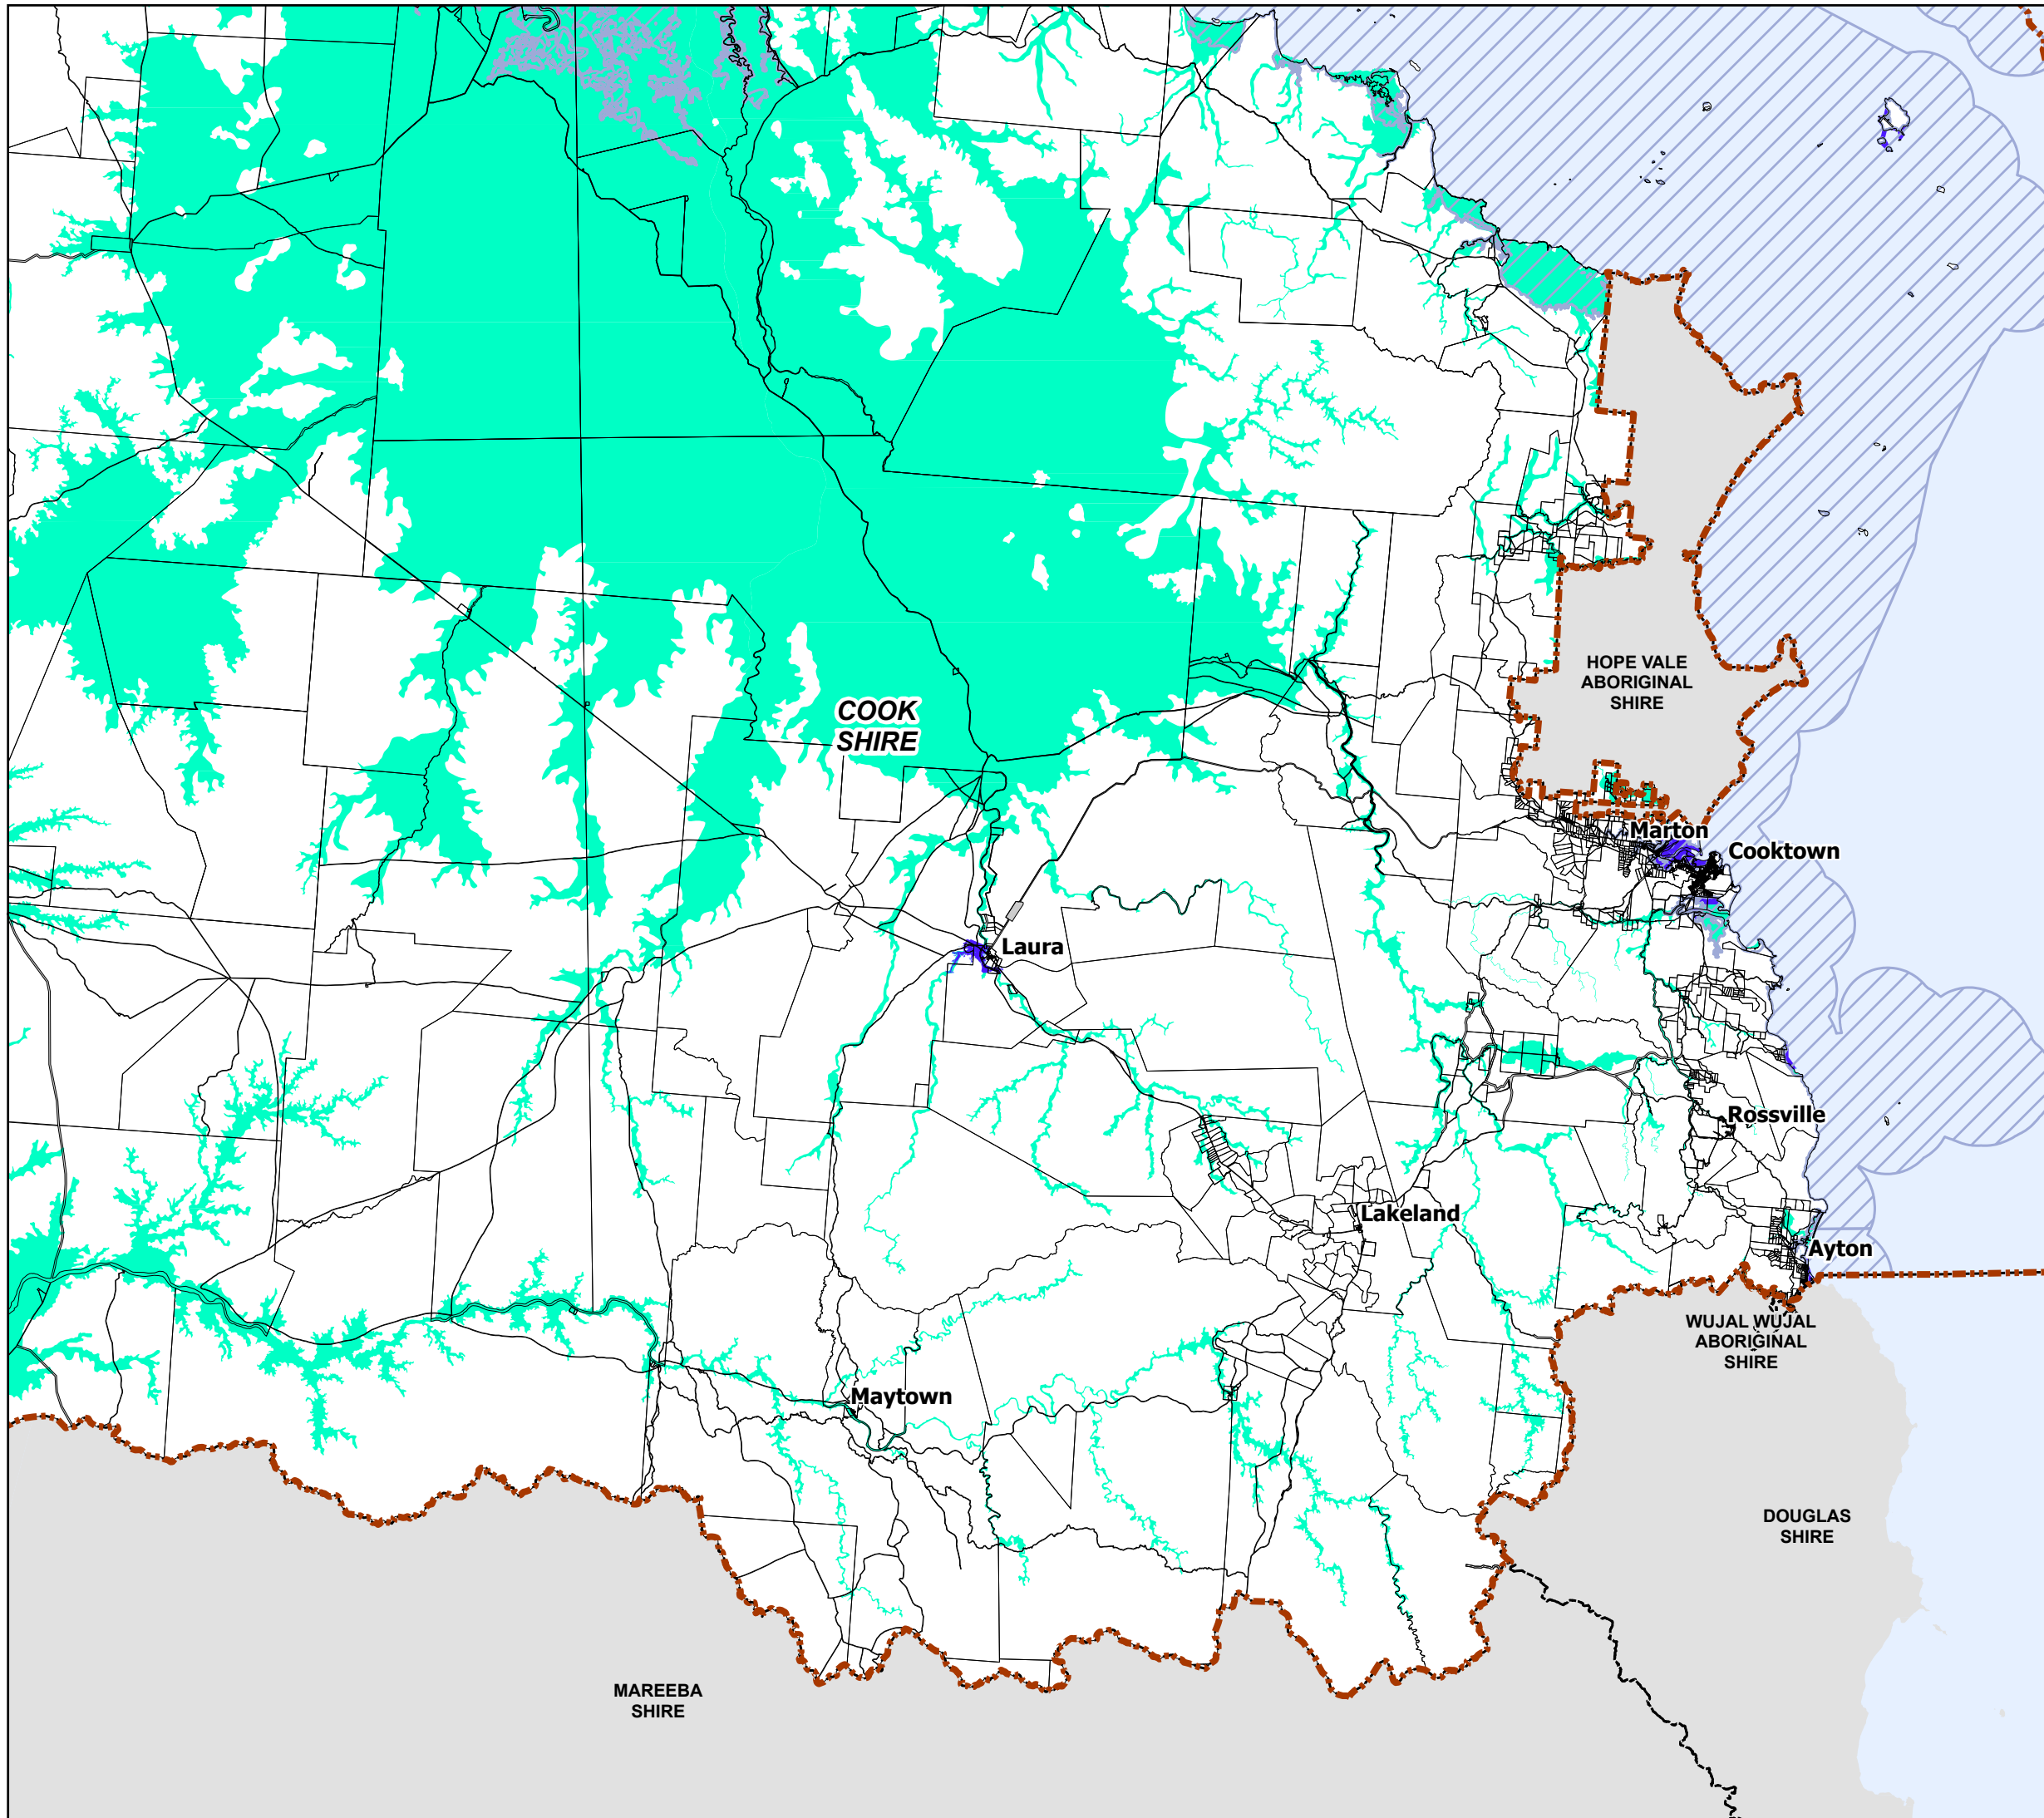 HOPE VALE
ABORIGINAL
SHIRE
COOK
SHIRE
Marton
Cooktown
Laura
Rossville
Lakeland
Ayton
WUJAL WUJAL
ABORIGINAL
SHIRE
Maytown
DOUGLAS
SHIRE
MAREEBA
SHIRE